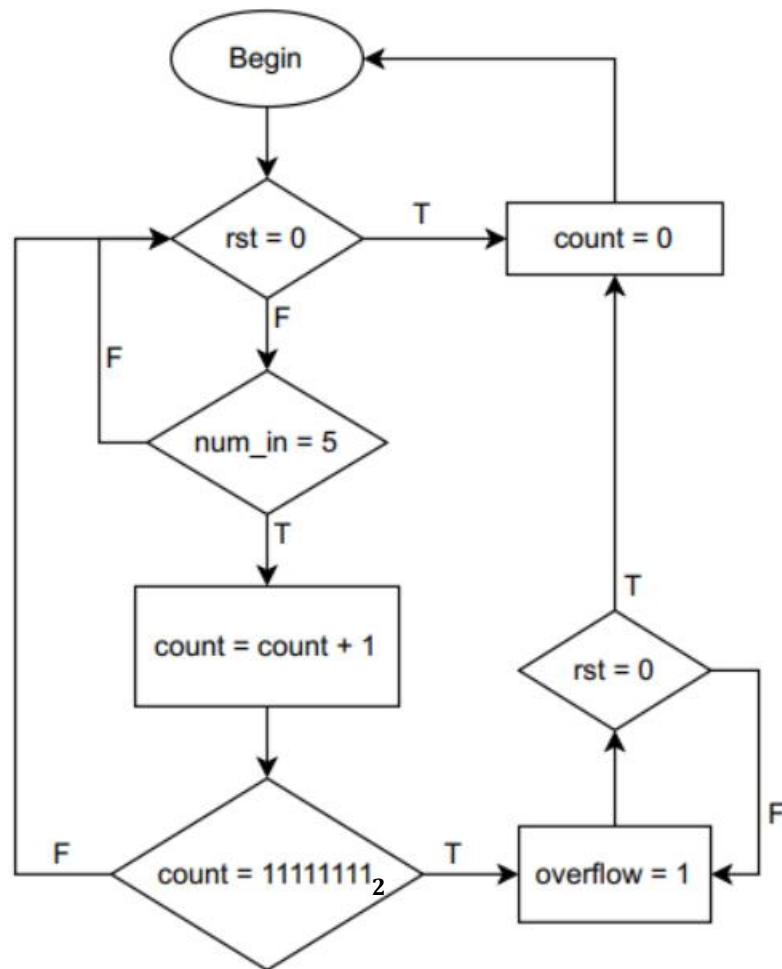 Begin
rst = 0
T
count = 0
F
F
num_in = 5
T
count = count + 1
T
rst = 0
F
F
count = 11111111₂
T
overflow = 1